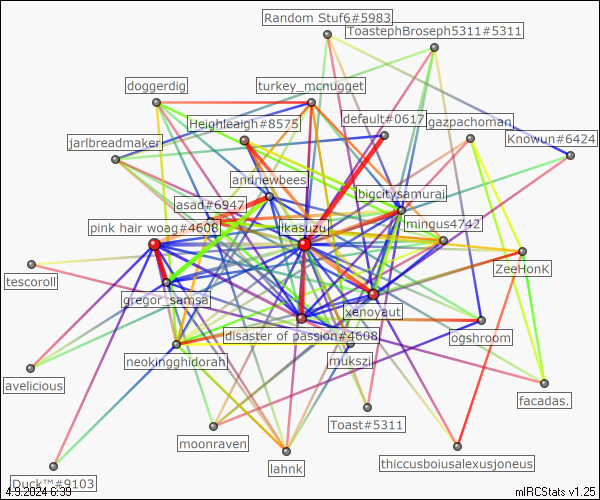 Random Stuf6#5983
ToastephBroseph5311#5311
doggerdig
turkey_mcnugget
Heighleaigh#8575
default#0617
gazpachoman
jarlbreadmaker
Knowun#6424
andnewbees
bigcitysamurai
asad#6947
pink hair woag#4608
ikasuzu
mingus4742
ZeeHonK
tescoroll
gregor_samsa
xenoyaut
disaster of passion#4608
ogshroom
neokingghidorah
mukszil
avelicious
facadas.
Toast#5311
moonraven
lahnk
thiccusboiusalexusjoneus
Duck™#9103
4.9.2024 6:39
mIRCStats v1.25